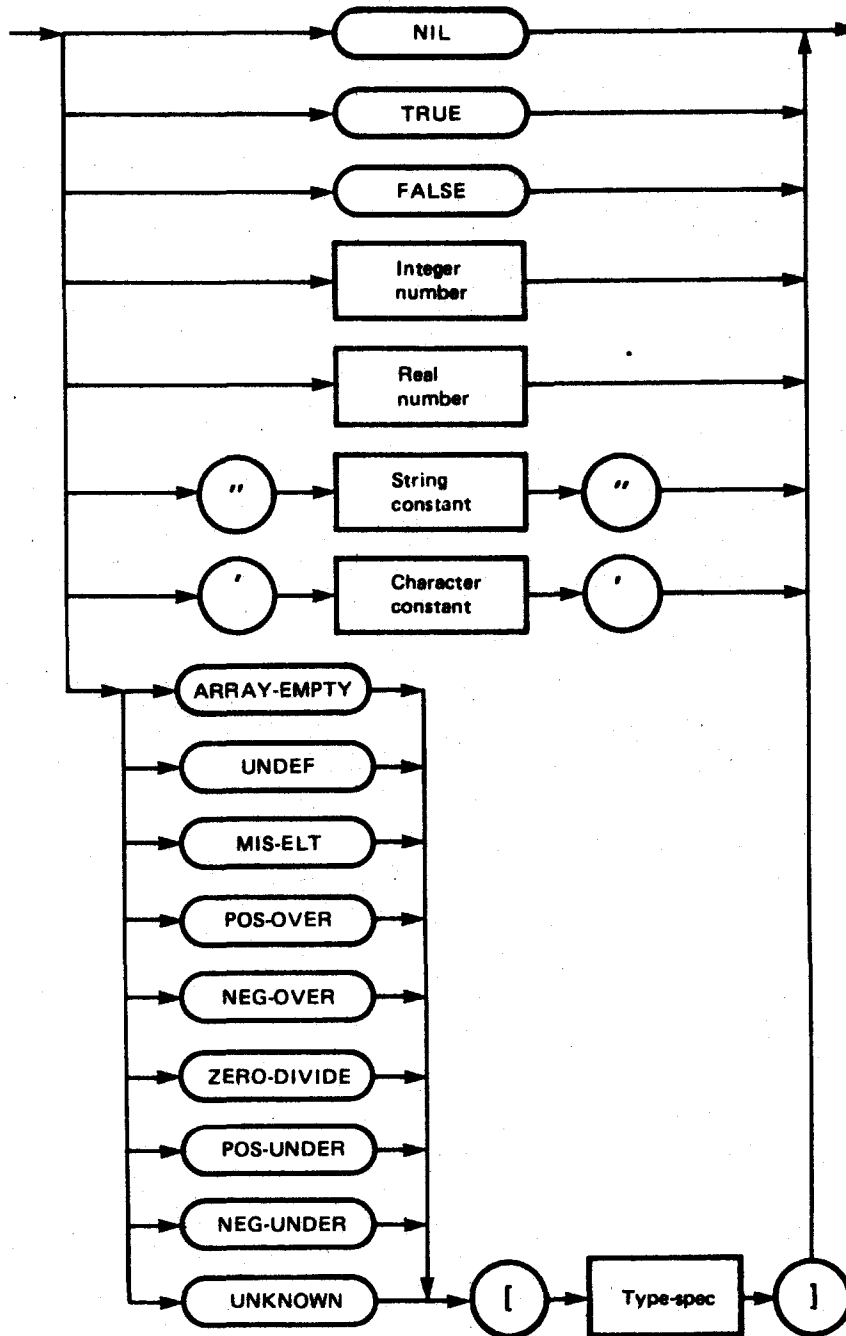 NIL
TRUE
FALSE
Integer
number
Real
number
" String
constant "
' Character
constant '
ARRAY-EMPTY
UNDEF
MIS-ELT
POS-OVER
NEG-OVER
ZERO-DIVIDE
POS-UNDER
NEG-UNDER
UNKNOWN [ Type-spec ]